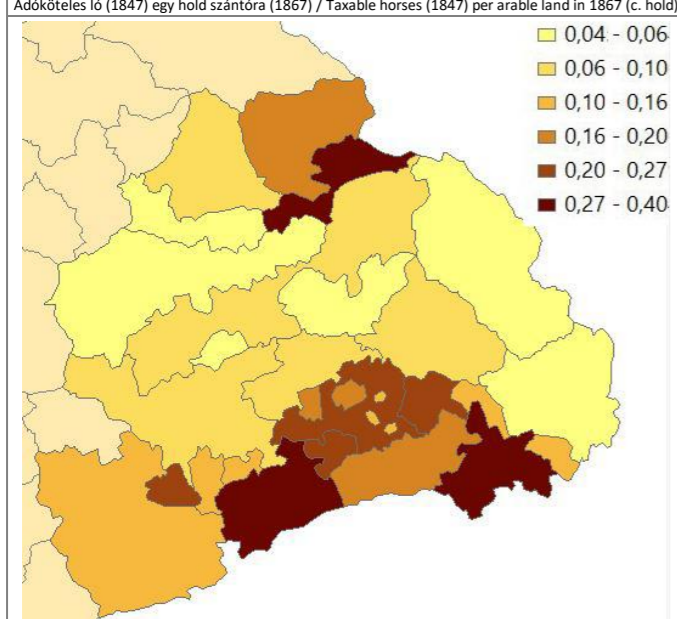 Adóköteles ló (1847) egy hold szántóra (1867) / Taxable horses (1847) per arable land in 1867 (c. hold)
0,04 - 0,06
0,06 - 0,10
0,10 - 0,16
0,16 - 0,20
0,20 - 0,27
0,27 - 0,40